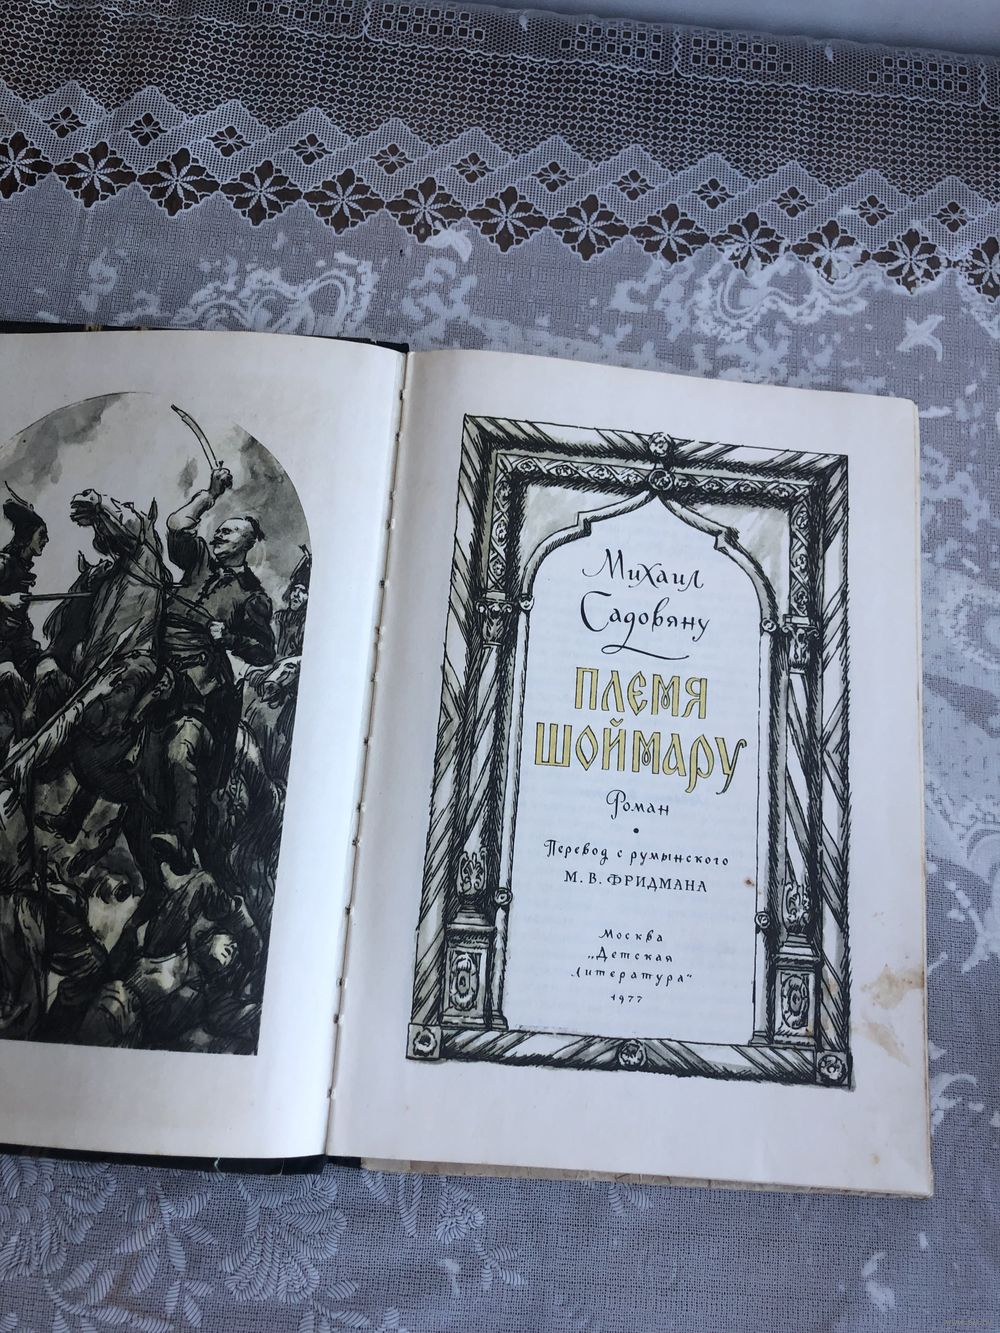 Михаил
Садовяну
ПЛЕМЯ
ШОЙМАРУ
Роман
Перевод с румынского
М. В. ФРИДМАНА
Москва
„Детская
литература“
1977